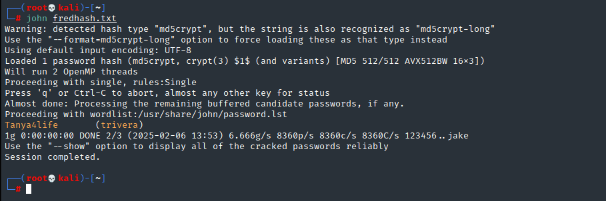 ┌──(root💀kali)-[~]
└─# john fredhash.txt
Warning: detected hash type "md5crypt", but the string is also recognized as "md5crypt-long"
Use the "--format=md5crypt-long" option to force loading these as that type instead
Using default input encoding: UTF-8
Loaded 1 password hash (md5crypt, crypt(3) $1$ (and variants) [MD5 512/512 AVX512BW 16×3])
Will run 2 OpenMP threads
Proceeding with single, rules:Single
Press 'q' or Ctrl-C to abort, almost any other key for status
Almost done: Processing the remaining buffered candidate passwords, if any.
Proceeding with wordlist:/usr/share/john/password.lst
Tanya4life       (trivera)
1g 0:00:00:00 DONE 2/3 (2025-02-06 13:53) 6.666g/s 8360p/s 8360c/s 8360C/s 123456..jake
Use the "--show" option to display all of the cracked passwords reliably
Session completed.
┌──(root💀kali)-[~]
└─#